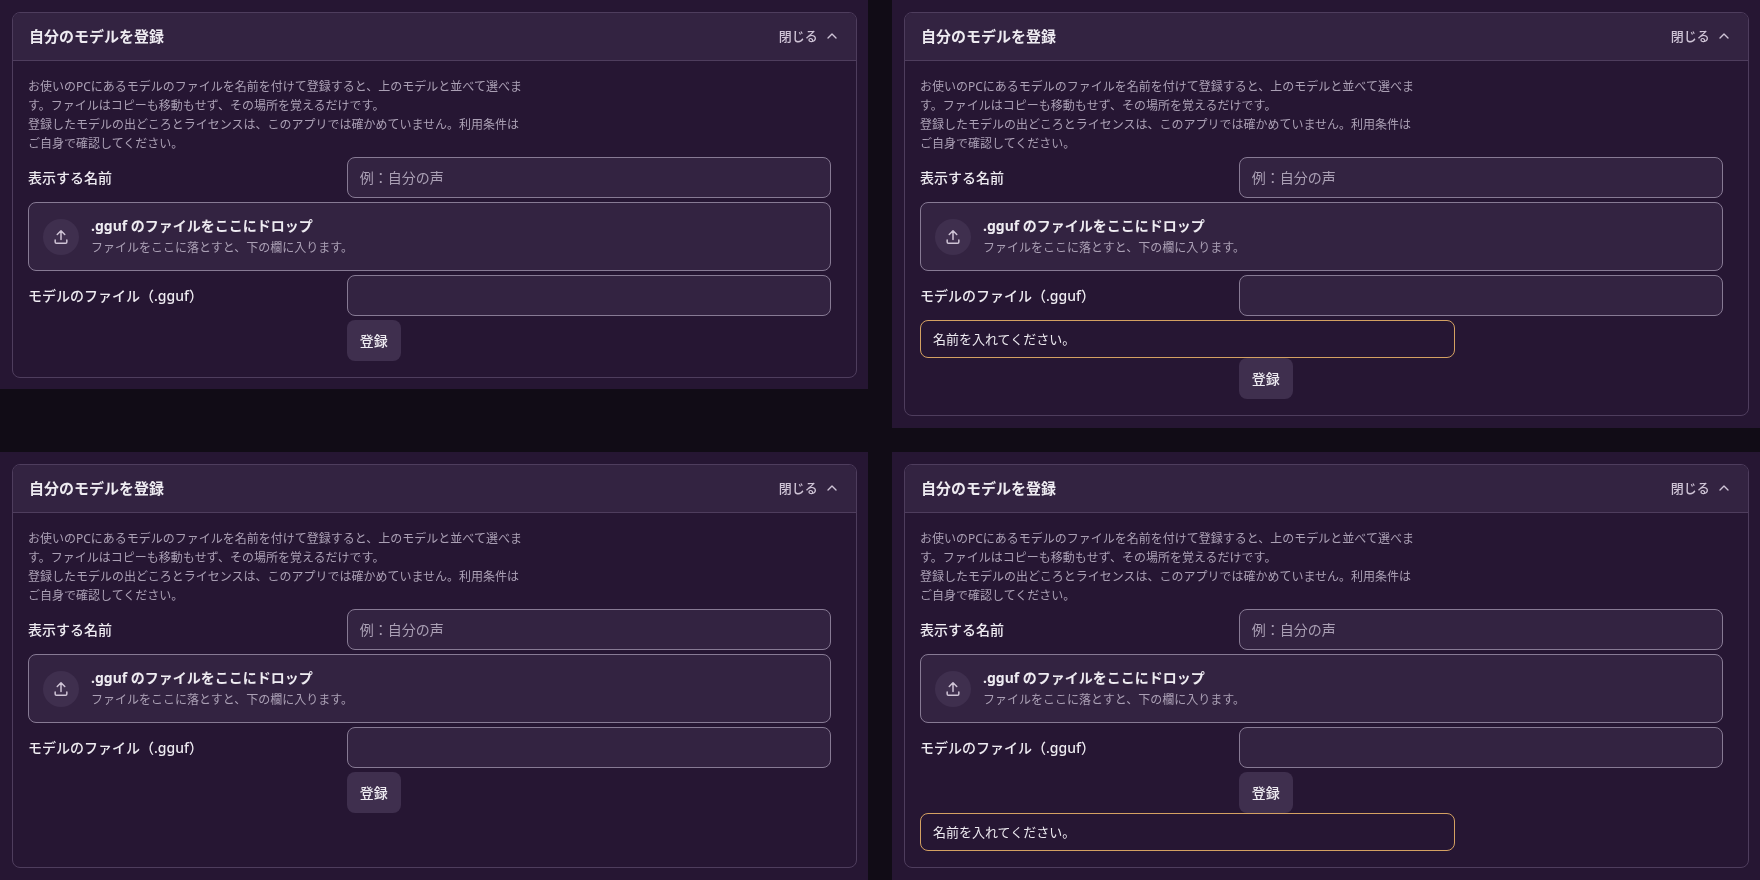 自分のモデルを登録
閉じる
お使いのPCにあるモデルのファイルを名前を付けて登録すると、上のモデルと並べて選べま
す。ファイルはコピーも移動もせず、その場所を覚えるだけです。
登録したモデルの出どころとライセンスは、このアプリでは確かめていません。利用条件は
ご自身で確認してください。
表示する名前
例：自分の声
.gguf のファイルをここにドロップ
ファイルをここに落とすと、下の欄に入ります。
モデルのファイル（.gguf）
登録
自分のモデルを登録
閉じる
お使いのPCにあるモデルのファイルを名前を付けて登録すると、上のモデルと並べて選べま
す。ファイルはコピーも移動もせず、その場所を覚えるだけです。
登録したモデルの出どころとライセンスは、このアプリでは確かめていません。利用条件は
ご自身で確認してください。
表示する名前
例：自分の声
.gguf のファイルをここにドロップ
ファイルをここに落とすと、下の欄に入ります。
モデルのファイル（.gguf）
名前を入れてください。
登録
自分のモデルを登録
閉じる
お使いのPCにあるモデルのファイルを名前を付けて登録すると、上のモデルと並べて選べま
す。ファイルはコピーも移動もせず、その場所を覚えるだけです。
登録したモデルの出どころとライセンスは、このアプリでは確かめていません。利用条件は
ご自身で確認してください。
表示する名前
例：自分の声
.gguf のファイルをここにドロップ
ファイルをここに落とすと、下の欄に入ります。
モデルのファイル（.gguf）
登録
自分のモデルを登録
閉じる
お使いのPCにあるモデルのファイルを名前を付けて登録すると、上のモデルと並べて選べま
す。ファイルはコピーも移動もせず、その場所を覚えるだけです。
登録したモデルの出どころとライセンスは、このアプリでは確かめていません。利用条件は
ご自身で確認してください。
表示する名前
例：自分の声
.gguf のファイルをここにドロップ
ファイルをここに落とすと、下の欄に入ります。
モデルのファイル（.gguf）
登録
名前を入れてください。